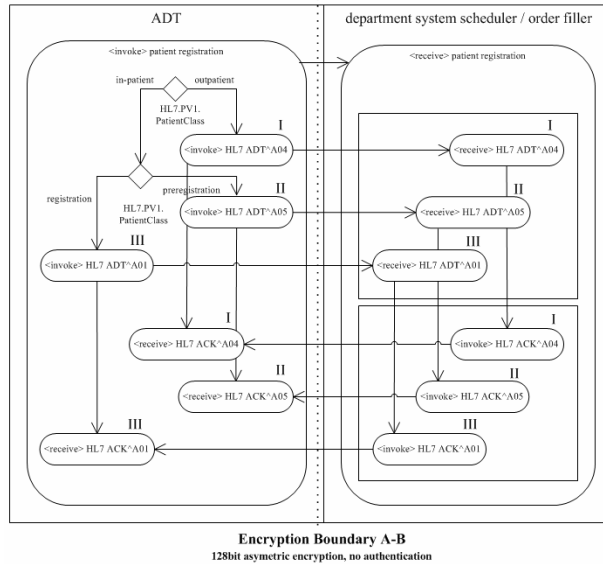 ADT
department system scheduler / order filler
<invoke> patient registration
<receive> patient registration
in-patient
outpatient
HL7.PV1.
PatientClass
I
<invoke> HL7 ADT^A04
I
<receive> HL7 ADT^A04
registration
preregistration
HL7.PV1.
PatientClass
II
<invoke> HL7 ADT^A05
II
<receive> HL7 ADT^A05
III
<invoke> HL7 ADT^A01
III
<receive> HL7 ADT^A01
I
<receive> HL7 ACK^A04
I
<invoke> HL7 ACK^A04
II
<receive> HL7 ACK^A05
II
<invoke> HL7 ACK^A05
III
<receive> HL7 ACK^A01
III
<invoke> HL7 ACK^A01
Encryption Boundary A-B
128bit asymetric encryption, no authentication